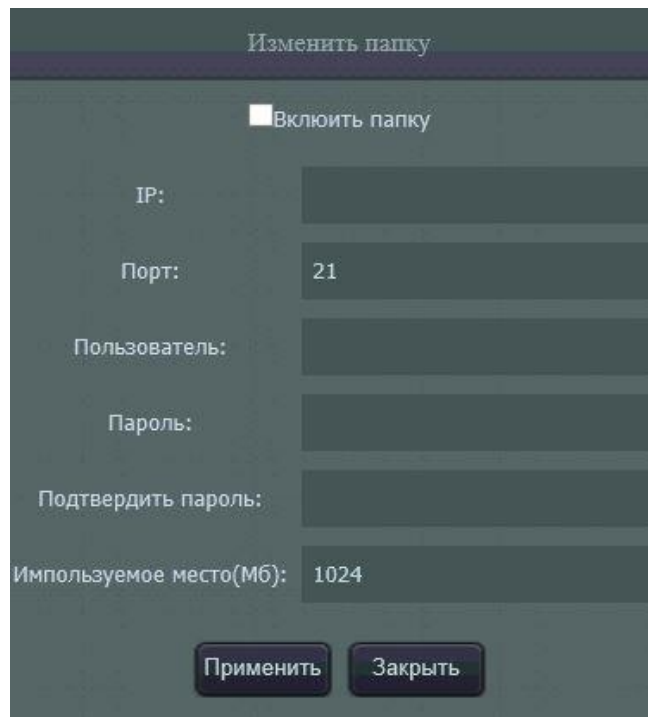 Изменить папку
Вклюить папку
IP:
Порт: 21
Пользователь:
Пароль:
Подтвердить пароль:
Импользуемое место(Мб): 1024
Применить Закрыть